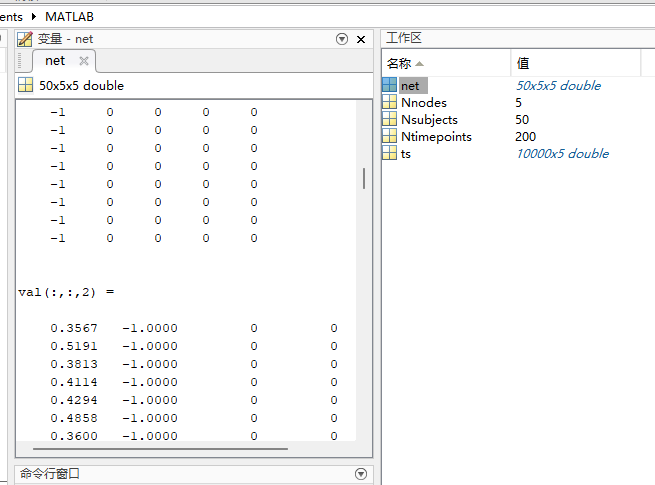 ents MATLAB
变量 - net
net
50x5x5 double
-1 0 0 0 0
-1 0 0 0 0
-1 0 0 0 0
-1 0 0 0 0
-1 0 0 0 0
-1 0 0 0 0
-1 0 0 0 0
-1 0 0 0 0
val(:,:,2) =
0.3567 -1.0000 0 0
0.5191 -1.0000 0 0
0.3813 -1.0000 0 0
0.4114 -1.0000 0 0
0.4294 -1.0000 0 0
0.4858 -1.0000 0 0
0.3600 -1.0000 0 0
命令行窗口
工作区
名称 值
net 50x5x5 double
Nnodes 5
Nsubjects 50
Ntimepoints 200
ts 10000x5 double